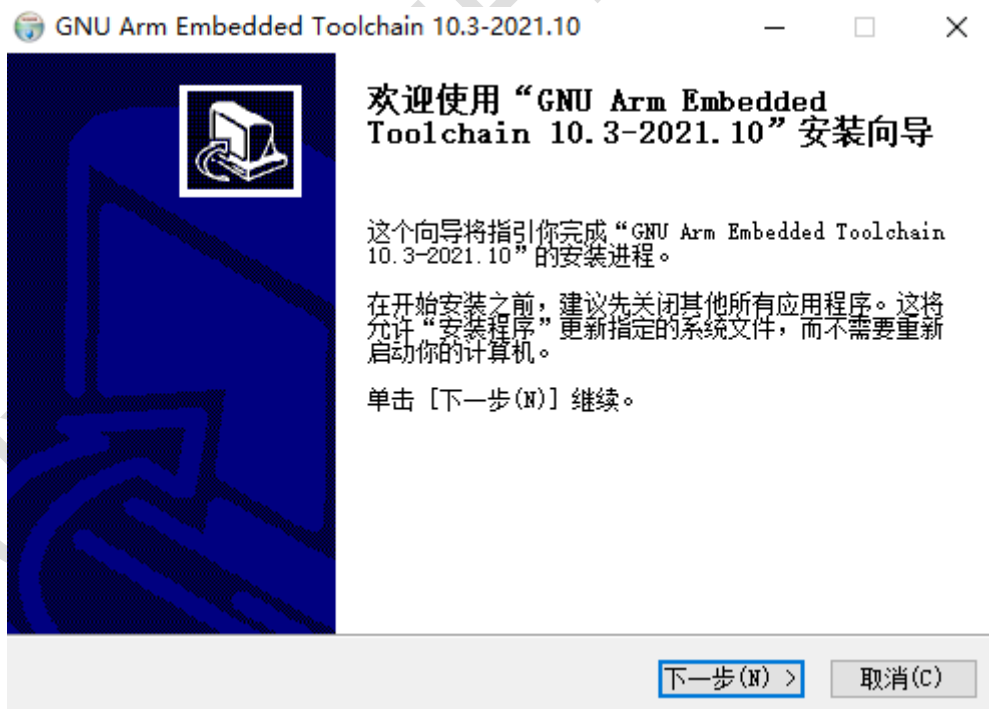 GNU Arm Embedded Toolchain 10.3-2021.10
欢迎使用“GNU Arm Embedded
Toolchain 10.3-2021.10”安装向导
这个向导将指引你完成“GNU Arm Embedded Toolchain
10.3-2021.10”的安装进程。
在开始安装之前，建议先关闭其他所有应用程序。这将
允许“安装程序”更新指定的系统文件，而不需要重新
启动你的计算机。
单击 [下一步(N)] 继续。
下一步(N) >
取消(C)